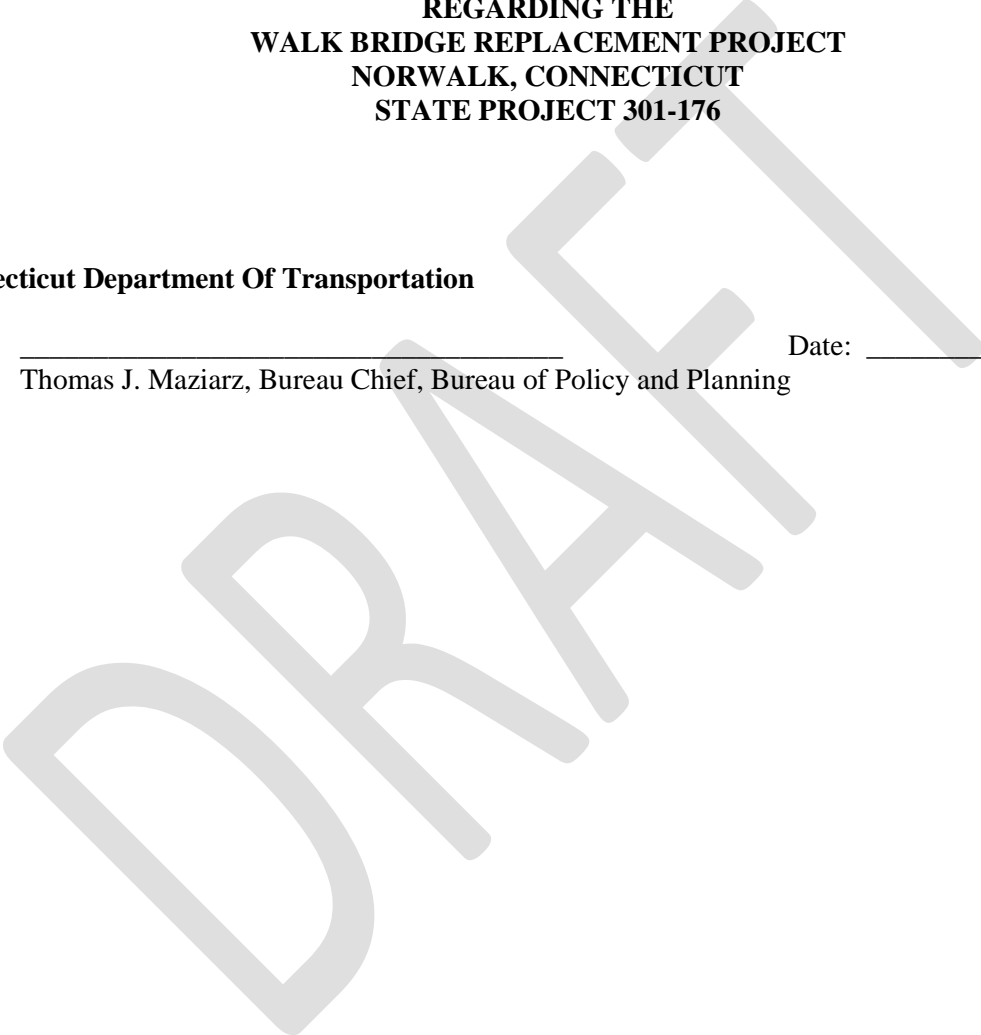 REGARDING THE
WALK BRIDGE REPLACEMENT PROJECT
NORWALK, CONNECTICUT
STATE PROJECT 301-176
Department Of Transportation
Date:
Thomas J. Maziarz, Bureau Chief, Bureau of Policy and Planning
DRAFT